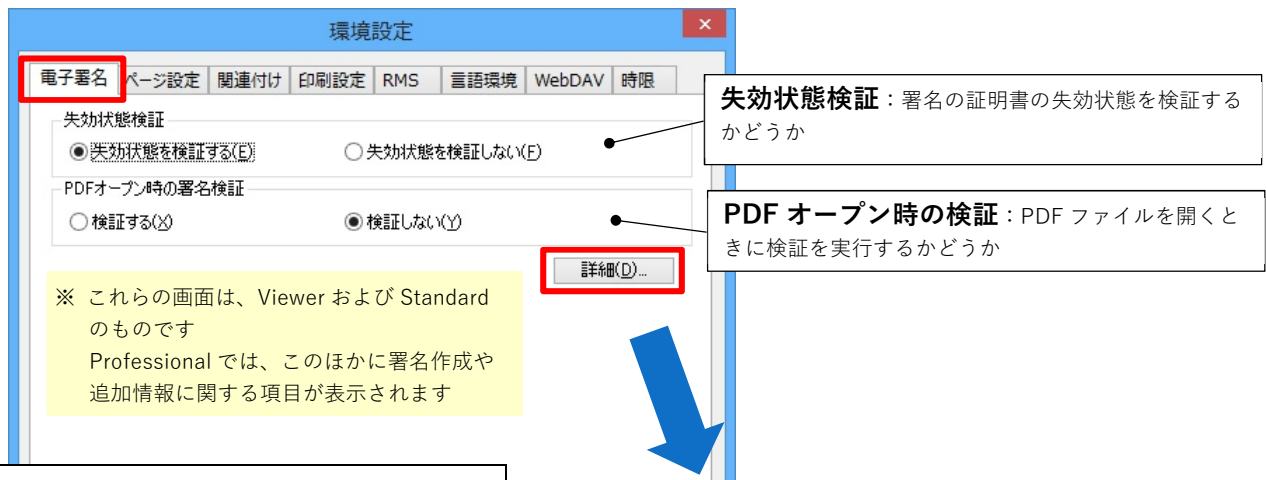 環境設定
×
電子署名 ページ設定 関連付け 印刷設定 RMS 言語環境 WebDAV 時限
失効状態検証
失効状態を検証する(E) 失効状態を検証しない(F)
PDFオープン時の署名検証
検証する(X) 検証しない(Y)
詳細(D)...
※ これらの画面は、Viewer および Standard
のものです
Professional では、このほかに署名作成や
追加情報に関する項目が表示されます
失効状態検証：署名の証明書の失効状態を検証する
かどうか
PDF オープン時の検証：PDF ファイルを開くと
きに検証を実行するかどうか